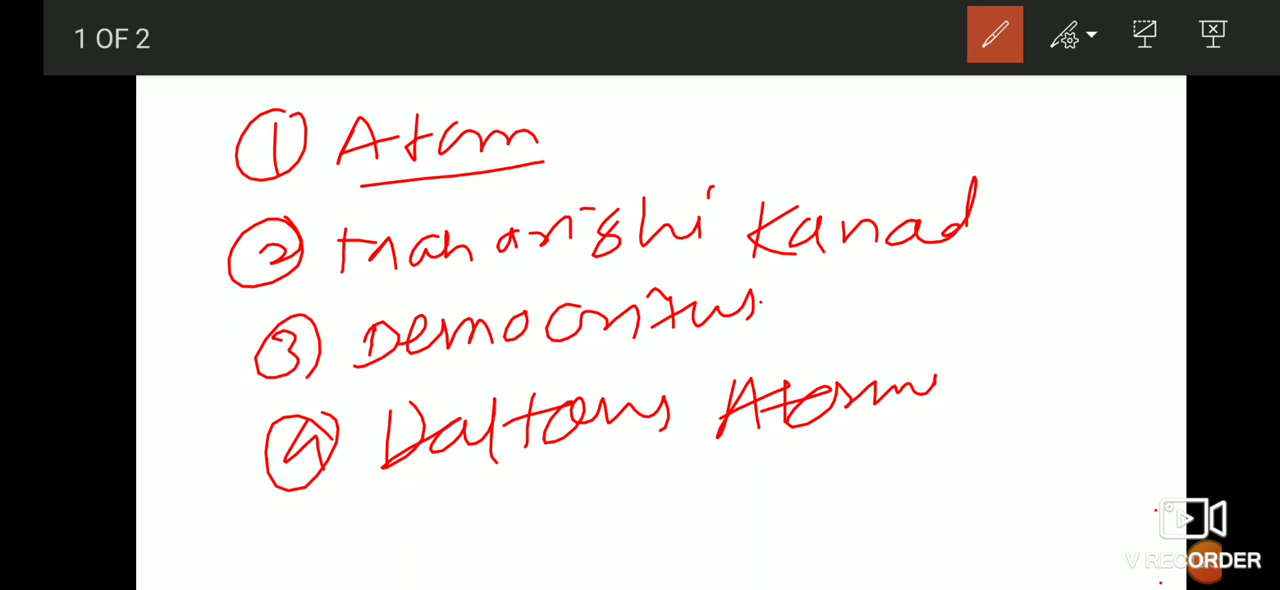 1 OF 2
① Atom
② Maharishi Kanad
③ Democritus
④ Daltons Atom
V RECORDER